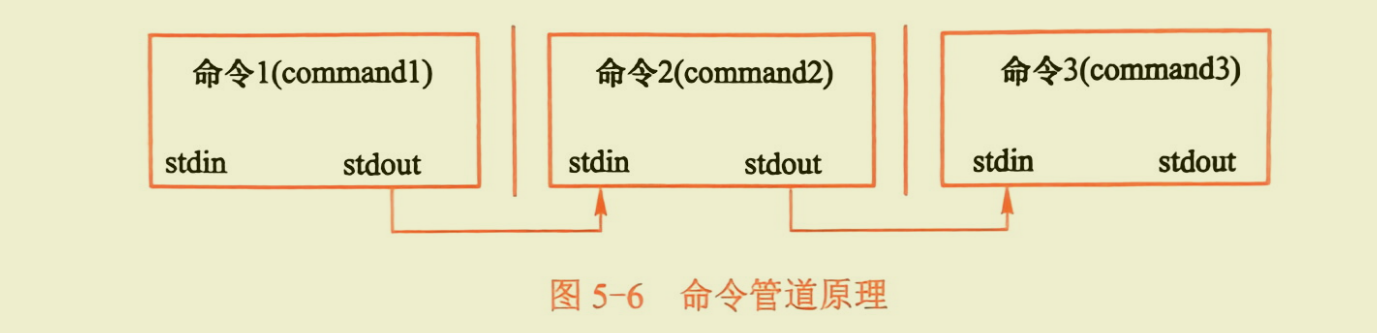 命令1(command1)
命令2(command2)
命令3(command3)
stdin stdout
stdin stdout
stdin stdout
图 5-6 命令管道原理